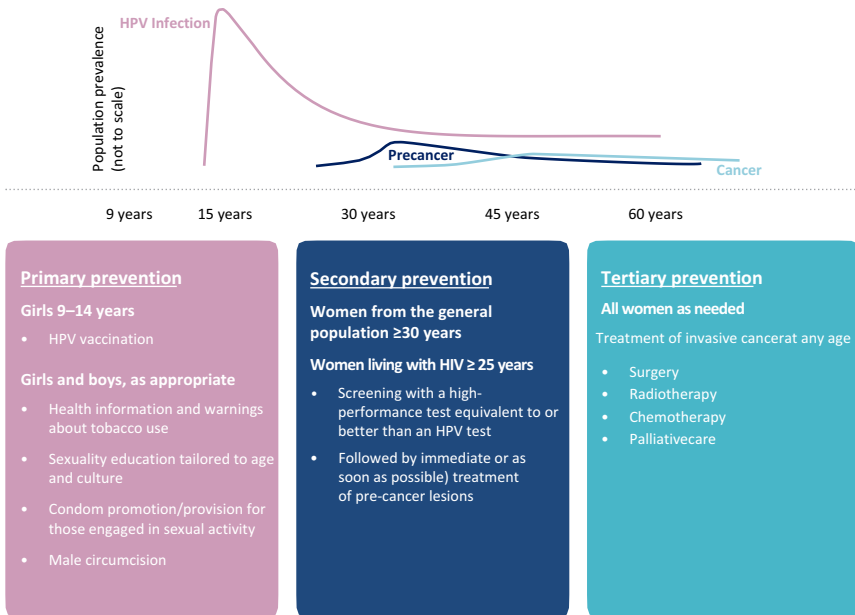 HPV Infection
Population prevalence
(not to scale)
Precancer
Cancer
9 years
15 years
30 years
45 years
60 years
Primary prevention
Girls 9–14 years
• HPV vaccination
Girls and boys, as appropriate
• Health information and warnings
about tobacco use
• Sexuality education tailored to age
and culture
• Condom promotion/provision for
those engaged in sexual activity
• Male circumcision
Secondary prevention
Women from the general
population ≥30 years
Women living with HIV ≥ 25 years
• Screening with a high-
performance test equivalent to or
better than an HPV test
• Followed by immediate or as
soon as possible) treatment
of pre-cancer lesions
Tertiary prevention
All women as needed
Treatment of invasive cancerat any age
• Surgery
• Radiotherapy
• Chemotherapy
• Palliativecare